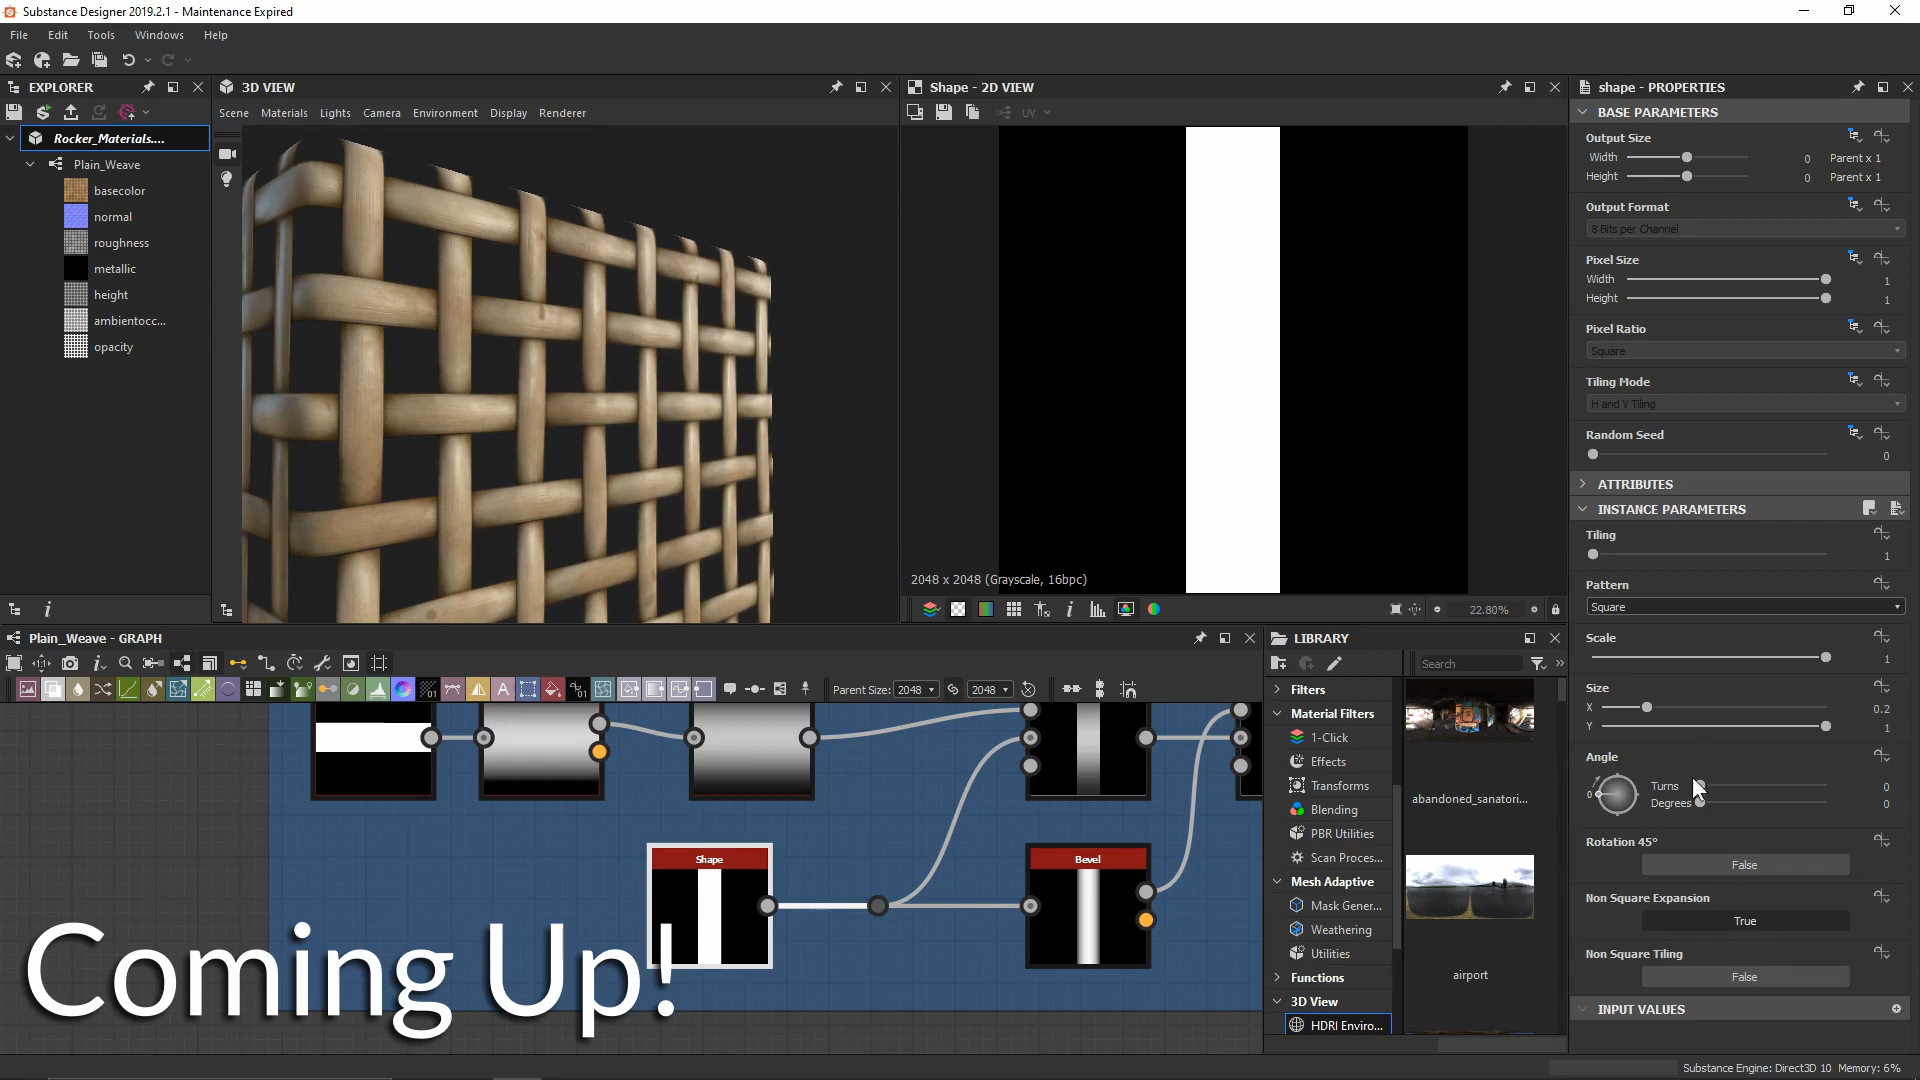 Substance Designer 2019.2.1 - Maintenance Expired
File Edit Tools Windows Help
EXPLORER
Rocker_Materials....
Plain_Weave
basecolor
normal
roughness
metallic
height
ambientocc...
opacity
3D VIEW
Scene Materials Lights Camera Environment Display Renderer
Shape - 2D VIEW
UV
2048 x 2048 (Grayscale, 16bpc)
22.80%
shape - PROPERTIES
BASE PARAMETERS
Output Size
Width 0 Parent x 1
Height 0 Parent x 1
Output Format
8 Bits per Channel
Pixel Size
Width 1
Height 1
Pixel Ratio
Square
Tiling Mode
H and V Tiling
Random Seed
0
ATTRIBUTES
INSTANCE PARAMETERS
Tiling
1
Pattern
Square
Scale
1
Size
X 0.2
Y 1
Angle
0 Turns 0
Degrees 0
Rotation 45°
False
Non Square Expansion
True
Non Square Tiling
False
INPUT VALUES
Plain_Weave - GRAPH
Parent Size: 2048 2048
Shape
Bevel
Coming Up!
LIBRARY
Search
Filters
Material Filters
1-Click
Effects
Transforms
Blending
PBR Utilities
Scan Proces...
Mesh Adaptive
Mask Gener...
Weathering
Utilities
Functions
3D View
HDRI Enviro...
abandoned_sanatori...
airport
Substance Engine: Direct3D 10 Memory: 6%